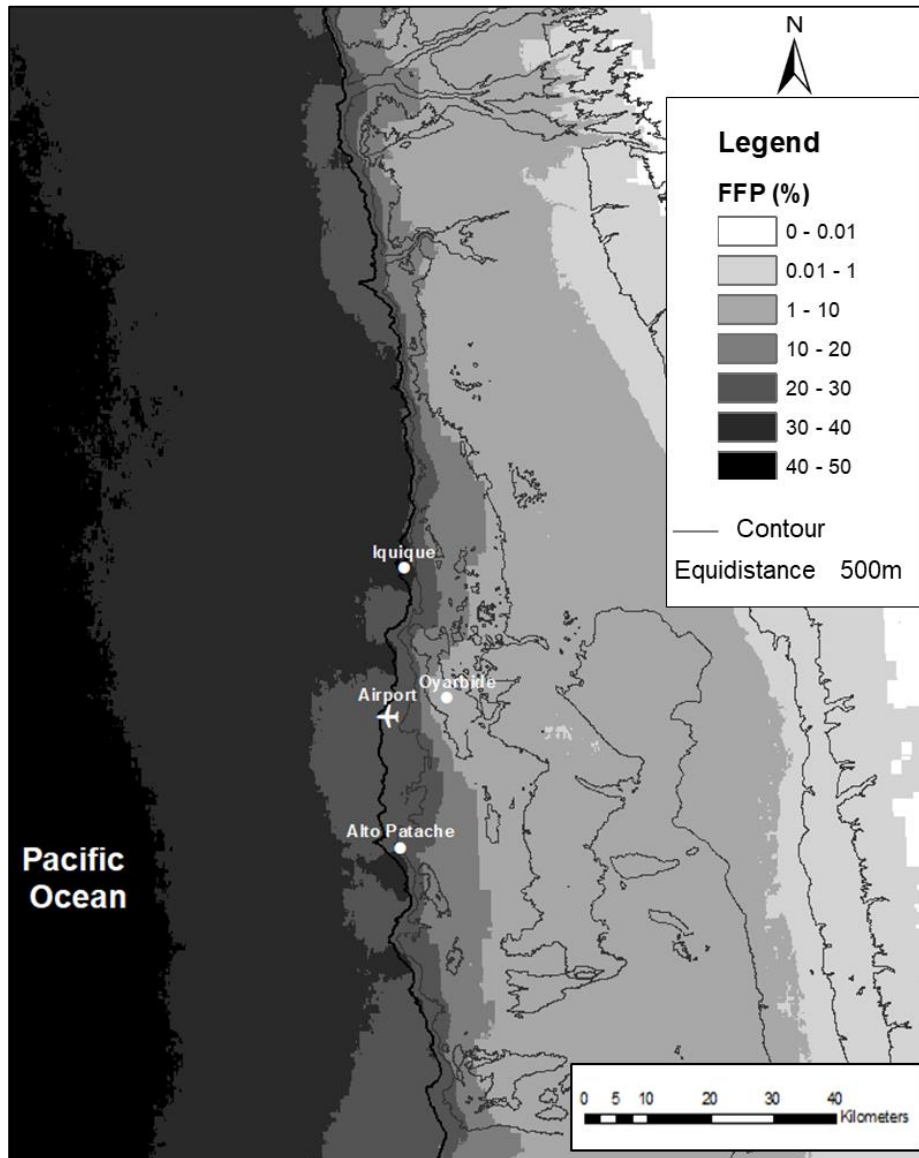 N
Legend
FFP (%)
0 - 0.01
0.01 - 1
1 - 10
10 - 20
20 - 30
30 - 40
40 - 50
Contour
Equidistance 500m
Iquique
Oyarbide
Airport
Alto Patache
Pacific
Ocean
0 5 10 20 30 40
Kilometers